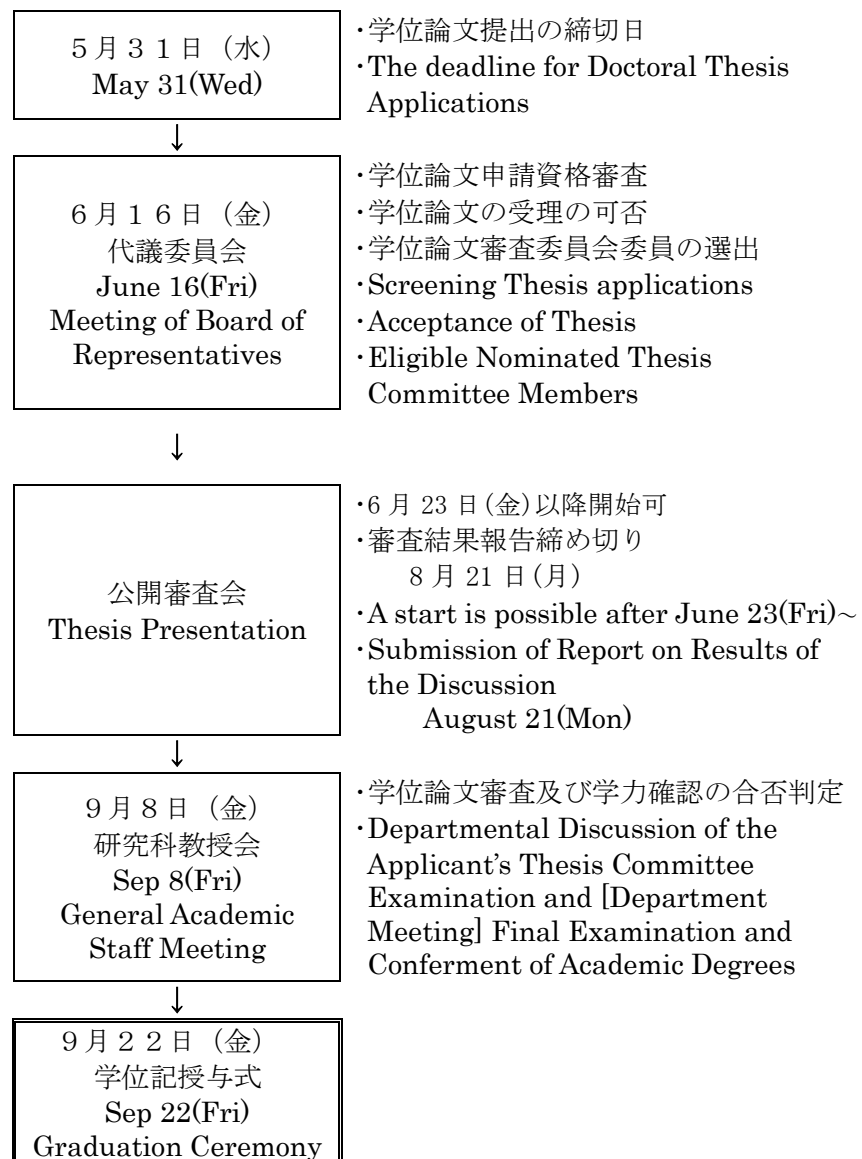 ５月３１日（水）
May 31(Wed)
・学位論文提出の締切日
・The deadline for Doctoral Thesis
Applications
↓
６月１６日（金）
代議委員会
June 16(Fri)
Meeting of Board of
Representatives
・学位論文申請資格審査
・学位論文の受理の可否
・学位論文審査委員会委員の選出
・Screening Thesis applications
・Acceptance of Thesis
・Eligible Nominated Thesis
Committee Members
↓
公開審査会
Thesis Presentation
・6 月 23 日(金)以降開始可
・審査結果報告締め切り
8 月 21 日(月)
・A start is possible after June 23(Fri)~
・Submission of Report on Results of
the Discussion
August 21(Mon)
↓
９月８日（金）
研究科教授会
Sep 8(Fri)
General Academic
Staff Meeting
・学位論文審査及び学力確認の合否判定
・Departmental Discussion of the
Applicant’s Thesis Committee
Examination and [Department
Meeting] Final Examination and
Conferment of Academic Degrees
↓
９月２２日（金）
学位記授与式
Sep 22(Fri)
Graduation Ceremony